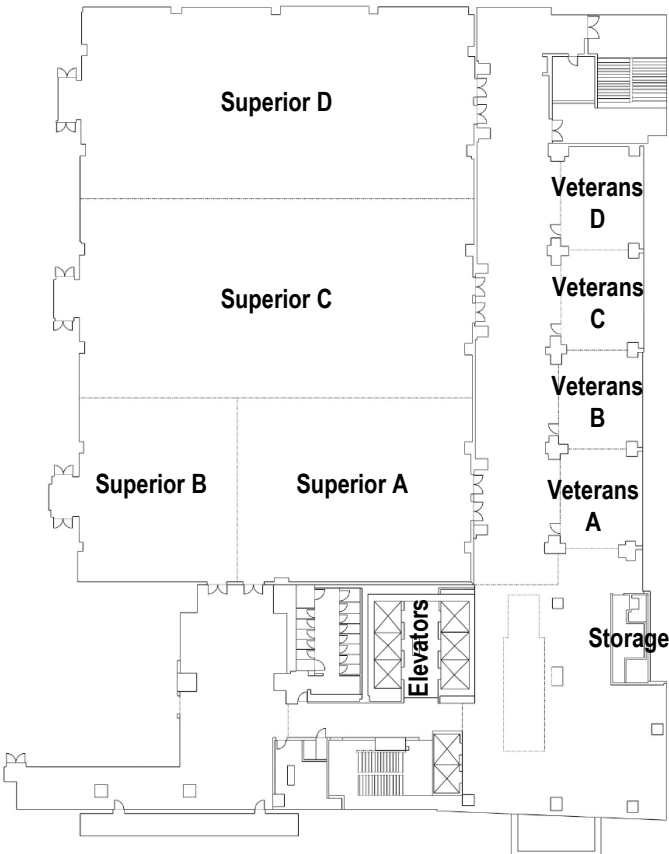 Superior D
Veterans
D
Superior C
Veterans
C
Veterans
B
Superior B
Superior A
Veterans
A
Elevators
Storage